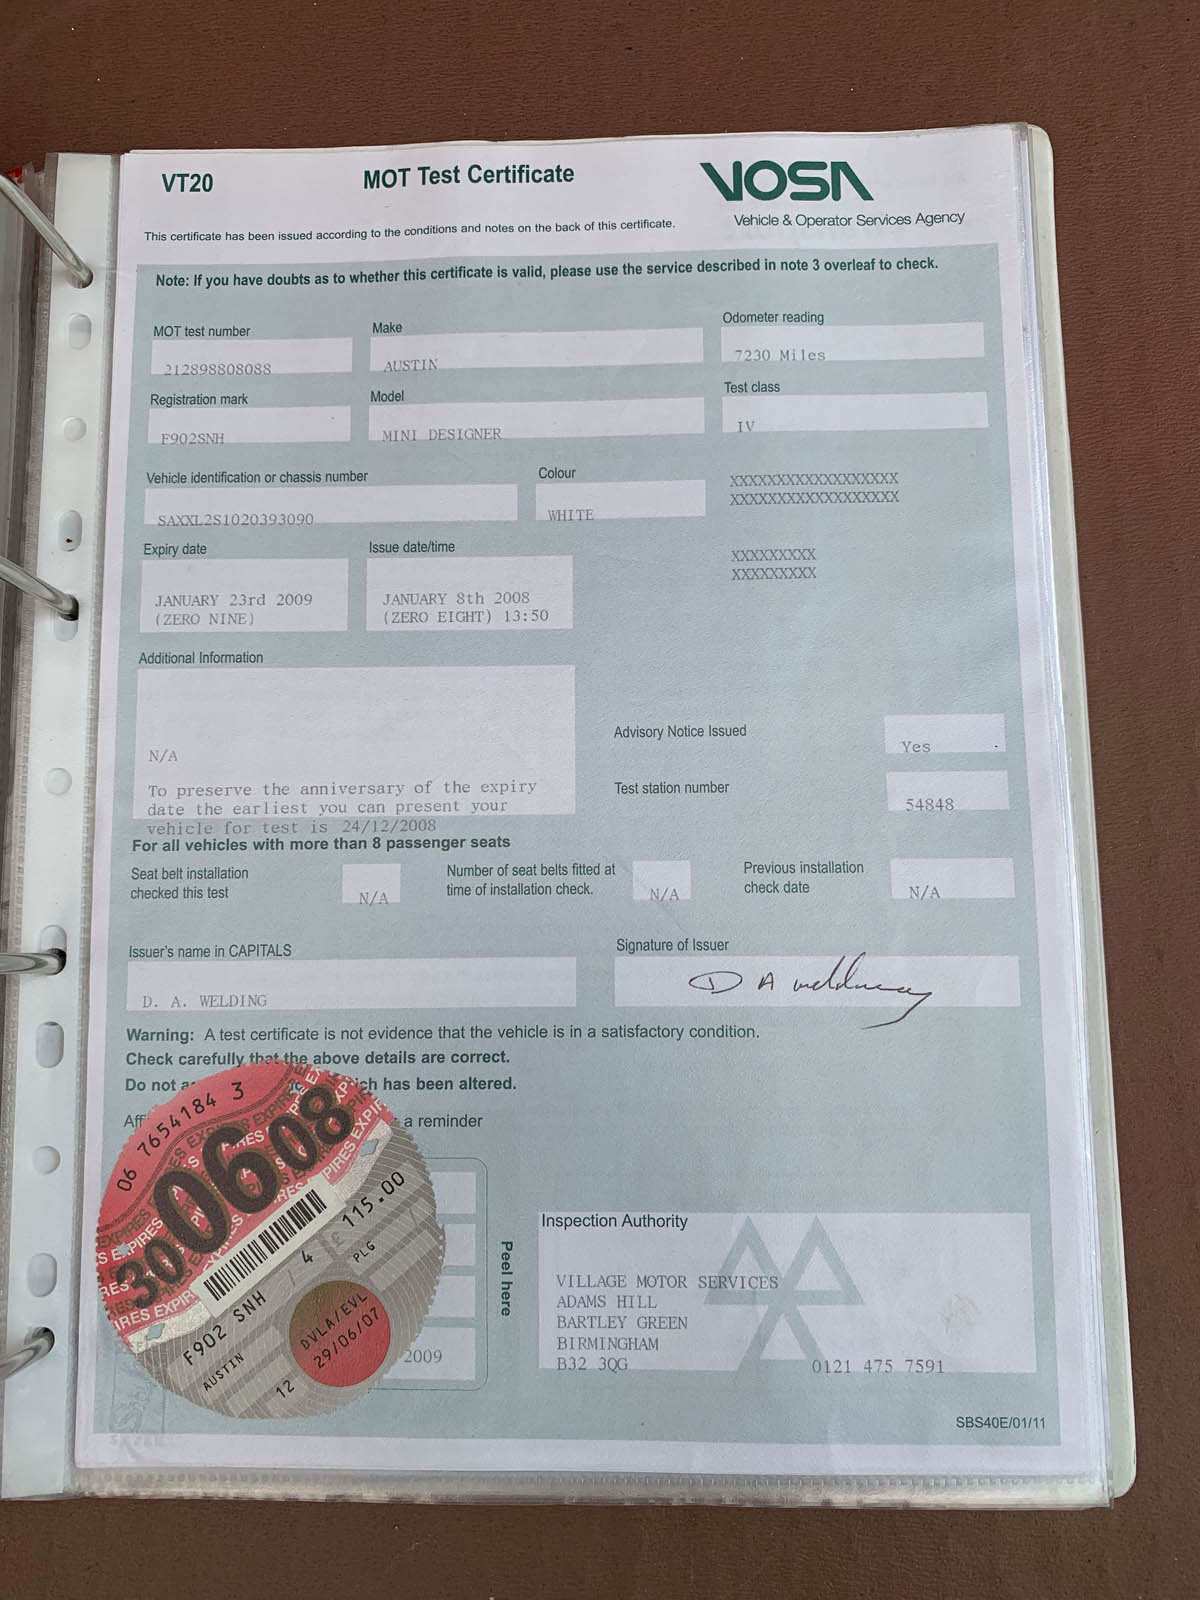 VT20
MOT Test Certificate
VOSA
Vehicle & Operator Services Agency
This certificate has been issued according to the conditions and notes on the back of this certificate.
Note: If you have doubts as to whether this certificate is valid, please use the service described in note 3 overleaf to check.
MOT test number
Make
Odometer reading
212898808088
AUSTIN
7230 Miles
Registration mark
Model
Test class
F902SNH
MINI DESIGNER
IV
Vehicle identification or chassis number
Colour
XXXXXXXXXXXXXXXXXX
XXXXXXXXXXXXXXXXXX
SAXXL2S1020393090
WHITE
Expiry date
Issue date/time
XXXXXXXXX
XXXXXXXXX
JANUARY 23rd 2009
(ZERO NINE)
JANUARY 8th 2008
(ZERO EIGHT) 13:50
Additional Information
N/A
To preserve the anniversary of the expiry
date the earliest you can present your
vehicle for test is 24/12/2008
Advisory Notice Issued
Yes
Test station number
54848
For all vehicles with more than 8 passenger seats
Seat belt installation
checked this test
N/A
Number of seat belts fitted at
time of installation check.
N/A
Previous installation
check date
N/A
Issuer's name in CAPITALS
Signature of Issuer
D. A. WELDING
D A Welding
Warning: A test certificate is not evidence that the vehicle is in a satisfactory condition.
Check carefully that the above details are correct.
Do not a ch has been altered.
Aff a reminder
06 7654184 3
EXPIRES EXPIRES EXPIRES
300608
4
£ 115.00
PLG
F902 SNH
AUSTIN
12
DVLA/EVL
29/06/07
2009
Peel here
Inspection Authority
VILLAGE MOTOR SERVICES
ADAMS HILL
BARTLEY GREEN
BIRMINGHAM
B32 3QG
0121 475 7591
SBS40E/01/11